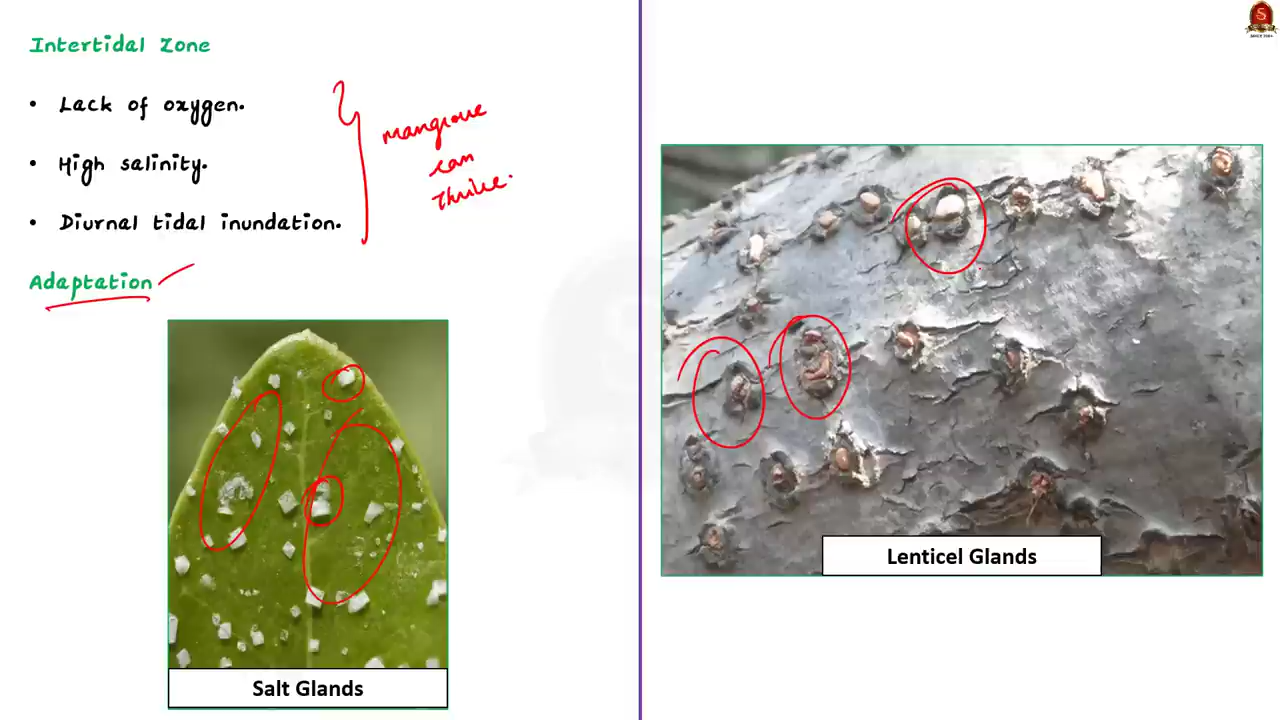 Intertidal Zone
• Lack of oxygen.
• High salinity.
• Diurnal tidal inundation.
mangrove
can
thrive.
Adaptation
Salt Glands
Lenticel Glands
S